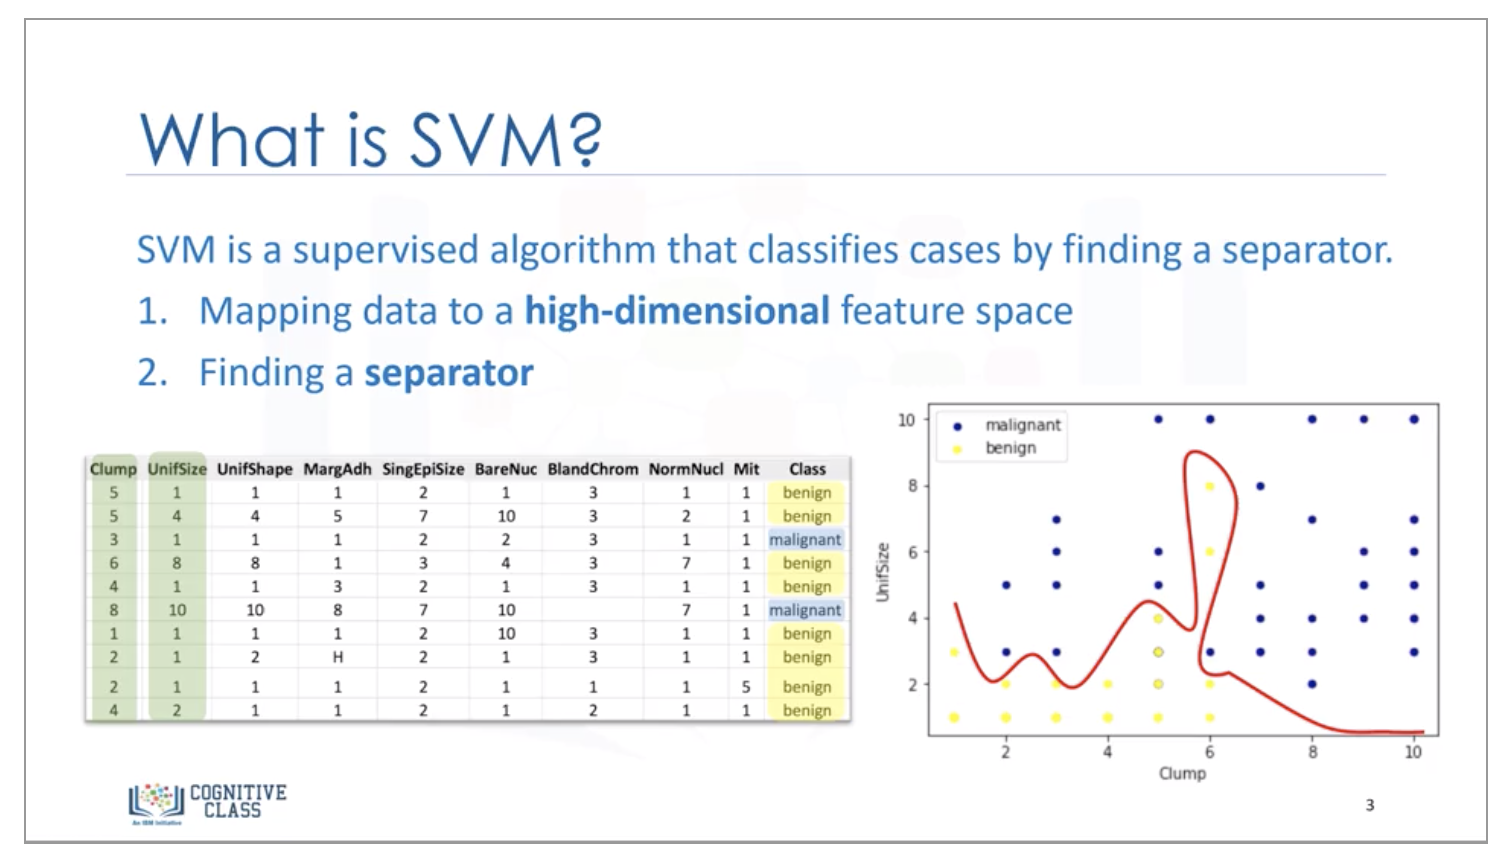 What is SVM?
SVM is a supervised algorithm that classifies cases by finding a separator.
1. Mapping data to a high-dimensional feature space
2. Finding a separator
Clump UnifSize UnifShape MargAdh SingEpiSize BareNuc BlandChrom NormNucl Mit Class
5 1 1 1 2 1 3 1 1 benign
5 4 4 5 7 10 3 2 1 benign
3 1 1 1 2 2 3 1 1 malignant
6 8 8 1 3 4 3 7 1 benign
4 1 1 3 2 1 3 1 1 benign
8 10 10 8 7 10 7 1 malignant
1 1 1 1 2 10 3 1 1 benign
2 1 2 H 2 1 3 1 1 benign
2 1 1 1 2 1 1 1 5 benign
4 2 1 1 2 1 2 1 1 benign
malignant
benign
10
8
6
4
2
UnifSize
2 4 6 8 10
Clump
COGNITIVE
CLASS
An IBM Initiative
3